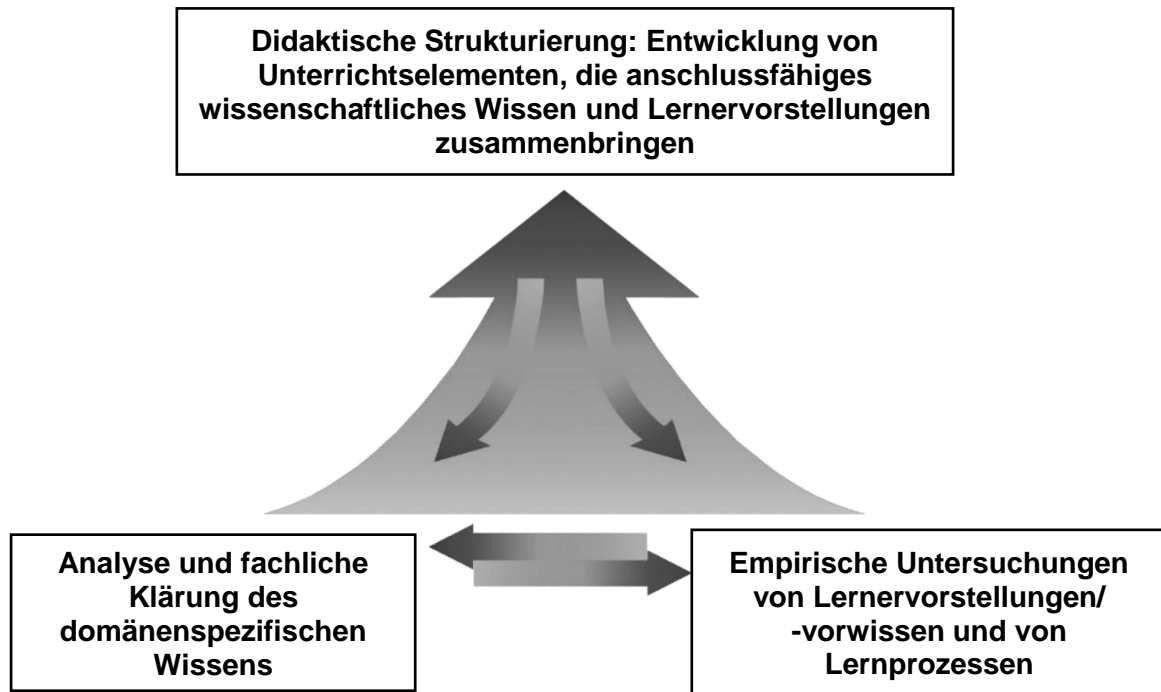 Didaktische Strukturierung: Entwicklung von
Unterrichtselementen, die anschlussfähiges
wissenschaftliches Wissen und Lernervorstellungen
zusammenbringen
Analyse und fachliche
Klärung des
domänenspezifischen
Wissens
Empirische Untersuchungen
von Lernervorstellungen/
-vorwissen und von
Lernprozessen